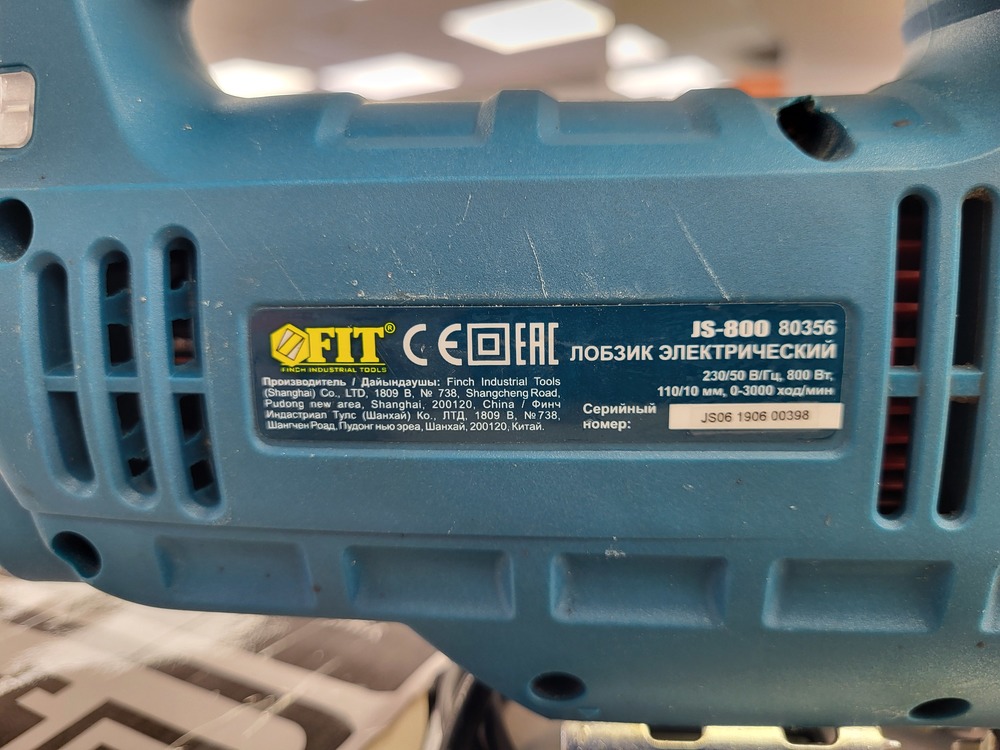 FIT®
FINCH INDUSTRIAL TOOLS
CE EAC
JS-800 80356
ЛОБЗИК ЭЛЕКТРИЧЕСКИЙ
230/50 В/Гц, 800 Вт,
110/10 мм, 0-3000 ход/мин
Серийный
номер:
JS06 1906 00398
Производитель / Дайындаушы: Finch Industrial Tools
(Shanghai) Co., LTD, 1809 B, № 738, Shangcheng Road,
Pudong new area, Shanghai, 200120, China / Финч
Индастриал Тулс (Шанхай) Ко., ЛТД, 1809 B, № 738,
Шангчен Роад, Пудонг нью эреа, Шанхай, 200120, Китай.